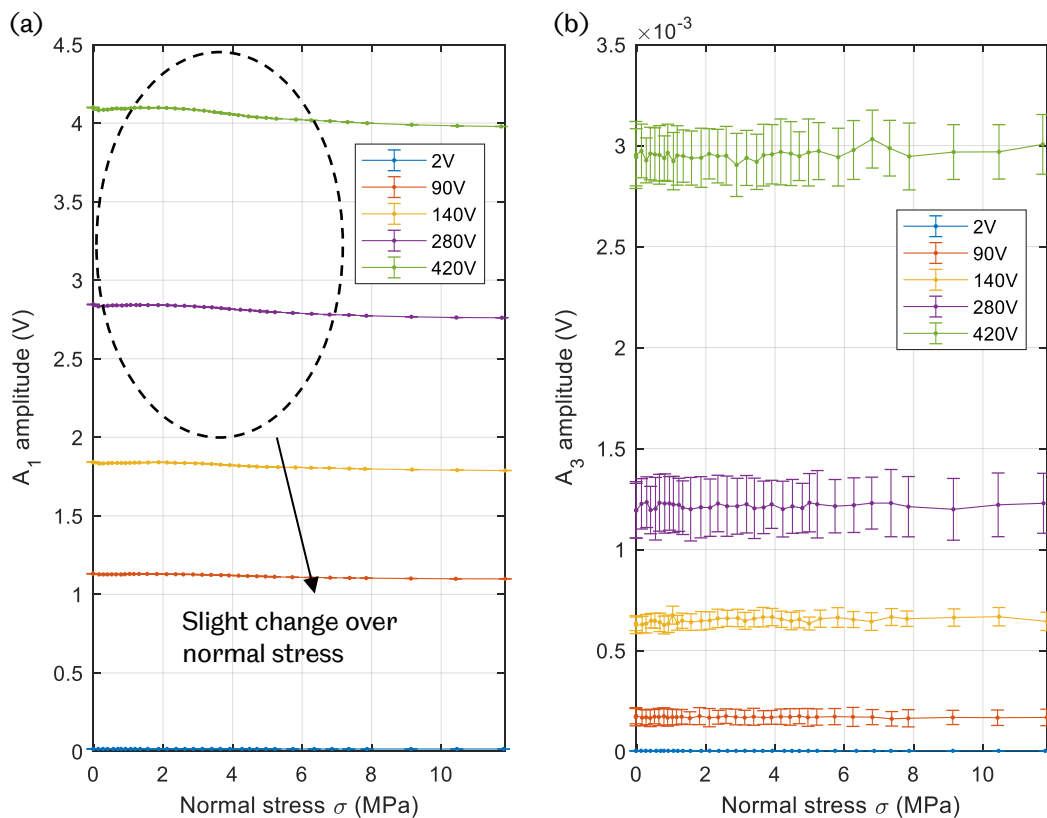 (a)
4.5
4
3.5
3
2.5
2
1.5
1
0.5
0
A₁ amplitude (V)
2V
90V
140V
280V
420V
Slight change over
normal stress
0 2 4 6 8 10
Normal stress σ (MPa)
(b)
×10⁻³
3.5
3
2.5
2
1.5
1
0.5
0
A₃ amplitude (V)
2V
90V
140V
280V
420V
0 2 4 6 8 10
Normal stress σ (MPa)